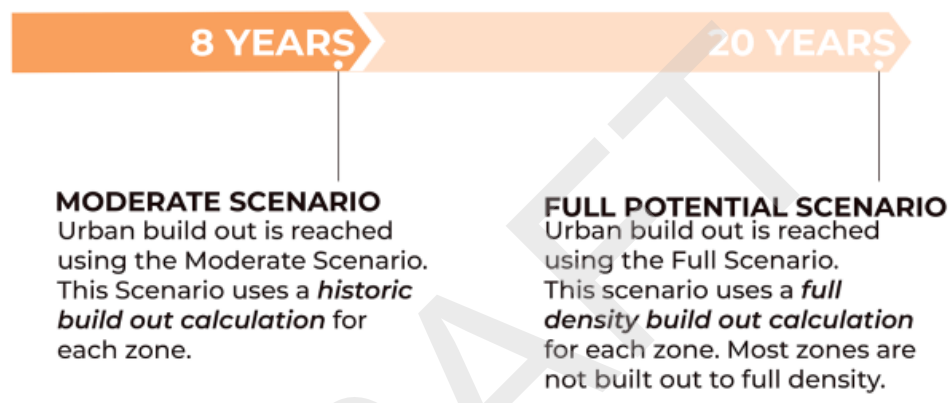 8 YEARS
20 YEARS
MODERATE SCENARIO
Urban build out is reached
using the Moderate Scenario.
This Scenario uses a historic
build out calculation for
each zone.
FULL POTENTIAL SCENARIO
Urban build out is reached
using the Full Scenario.
This scenario uses a full
density build out calculation
for each zone. Most zones are
not built out to full density.